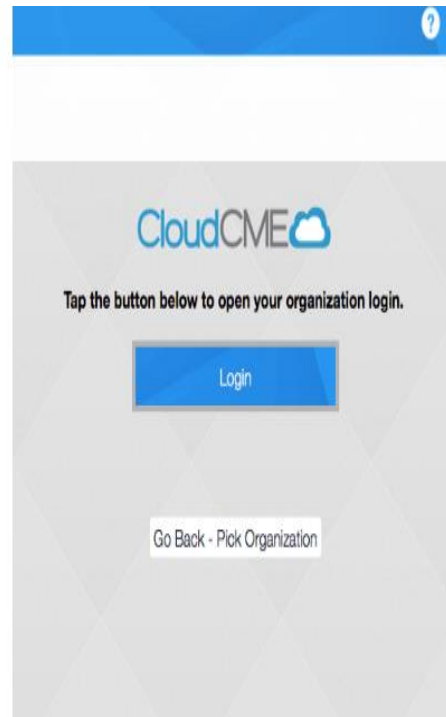 ?
CloudCME
Tap the button below to open your organization login.
Login
Go Back - Pick Organization